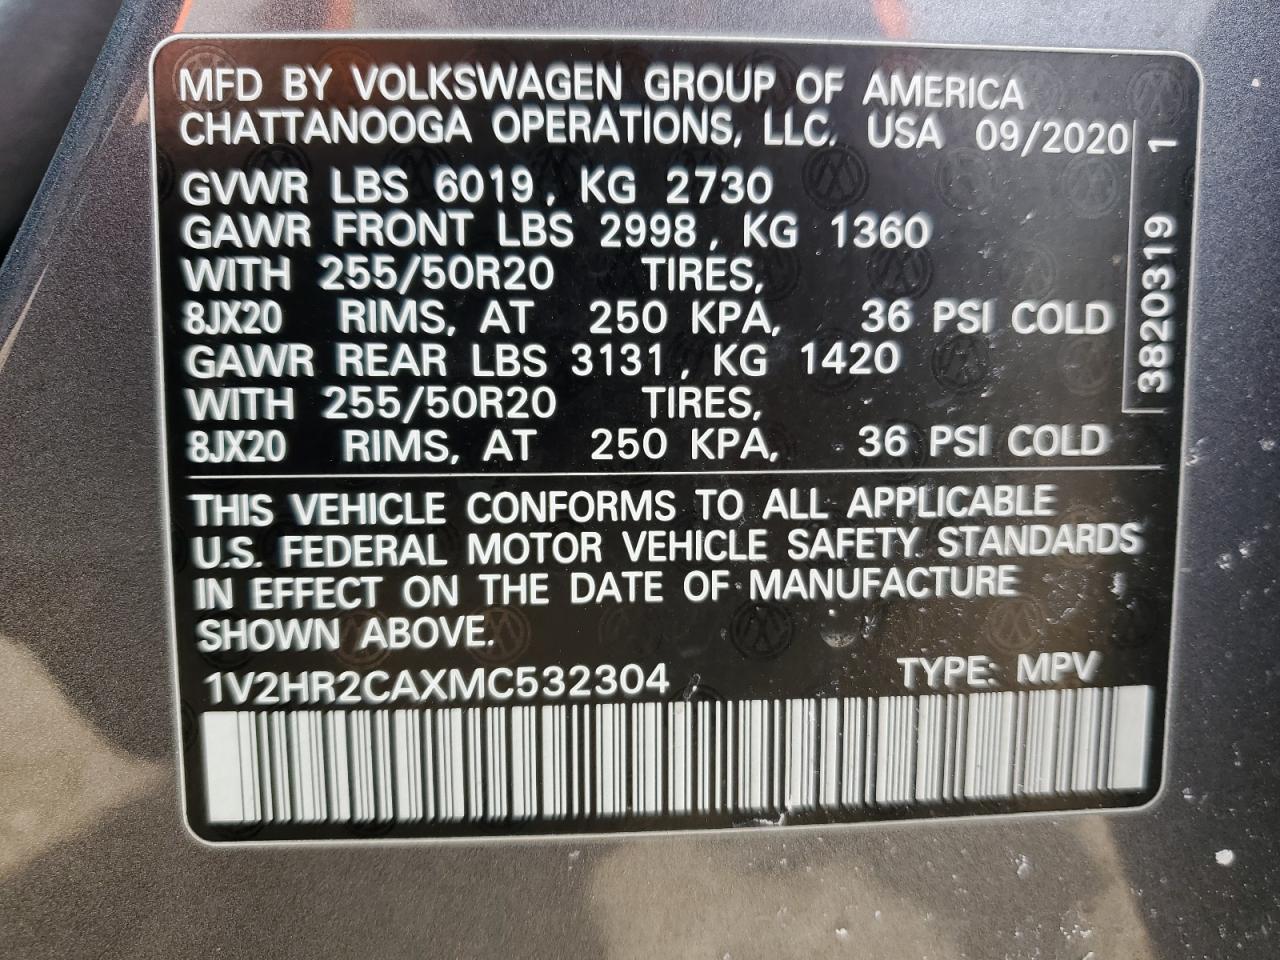 MFD BY VOLKSWAGEN GROUP OF AMERICA
CHATTANOOGA OPERATIONS, LLC. USA 09/2020
GVWR LBS 6019, KG 2730
GAWR FRONT LBS 2998, KG 1360
WITH 255/50R20 TIRES,
8JX20 RIMS, AT 250 KPA, 36 PSI COLD
GAWR REAR LBS 3131, KG 1420
WITH 255/50R20 TIRES,
8JX20 RIMS, AT 250 KPA, 36 PSI COLD
3820319 1
THIS VEHICLE CONFORMS TO ALL APPLICABLE
U.S. FEDERAL MOTOR VEHICLE SAFETY STANDARDS
IN EFFECT ON THE DATE OF MANUFACTURE
SHOWN ABOVE.
1V2HR2CAXMC532304 TYPE: MPV